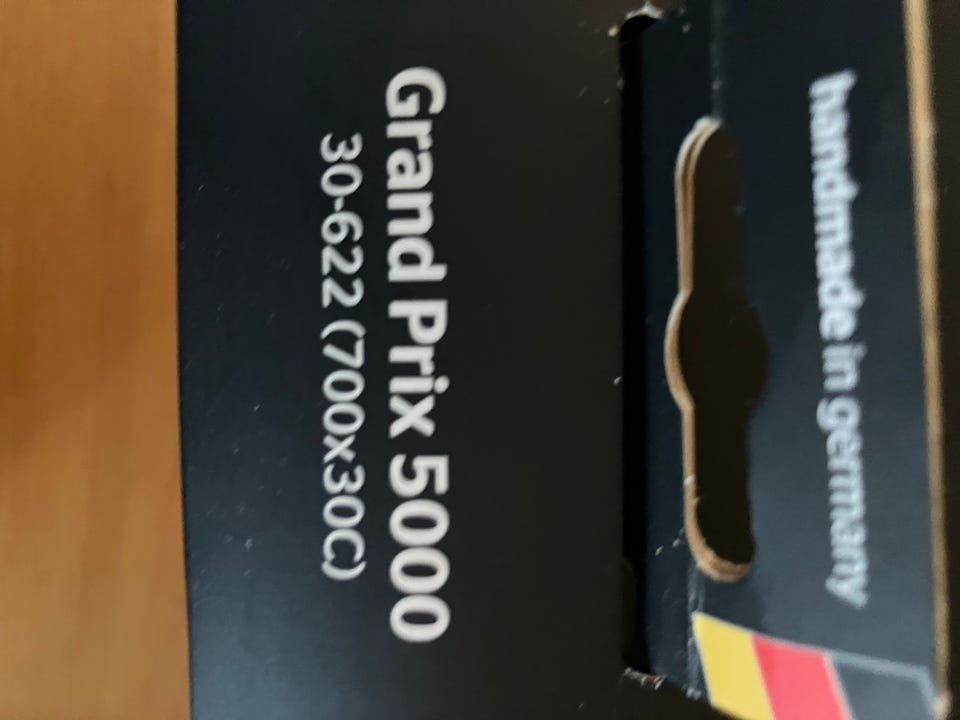 handmade in germany
Grand Prix 5000
30-622 (700x30C)